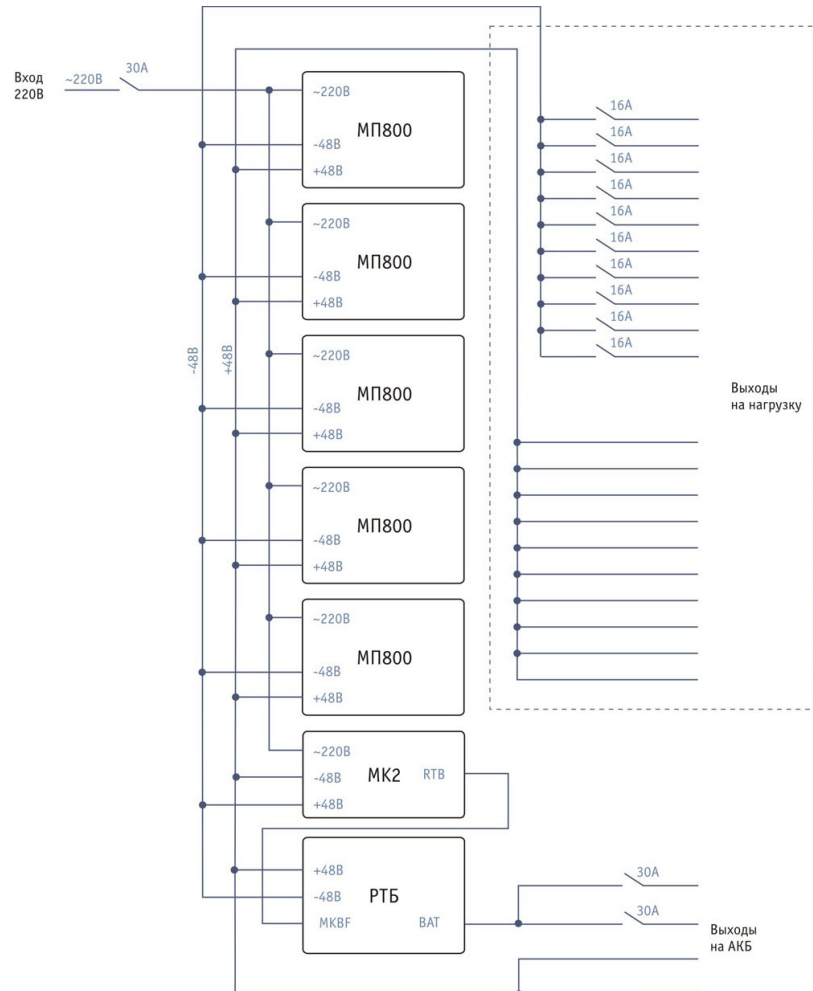 Вход
220В
~220В
30А
~220В
МП800
-48В
+48В
~220В
МП800
-48В
+48В
-48В
+48В
~220В
МП800
-48В
+48В
~220В
МП800
-48В
+48В
~220В
МП800
-48В
+48В
~220В
-48В
МК2
RTB
+48В
+48В
-48В
РТБ
MKBF
BAT
16А
16А
16А
16А
16А
16А
16А
16А
16А
16А
Выходы
на нагрузку
30А
30А
Выходы
на АКБ